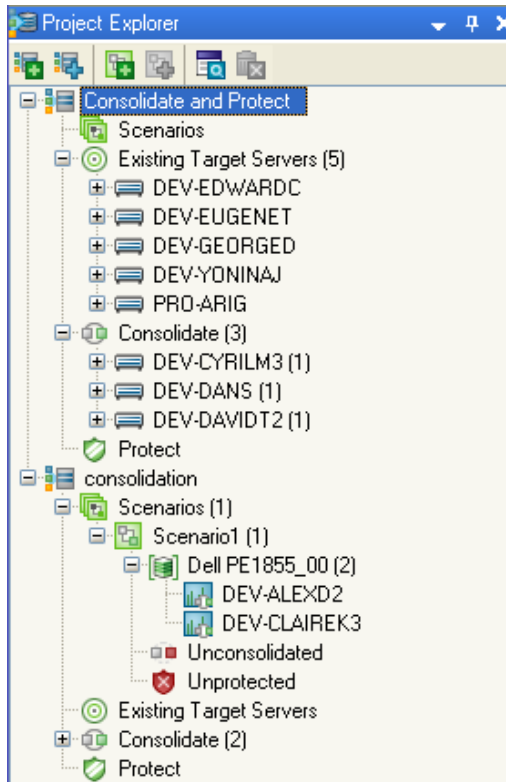 Project Explorer
Consolidate and Protect
Scenarios
Existing Target Servers (5)
DEV-EDWARDC
DEV-EUGENET
DEV-GEORGED
DEV-YONINAJ
PRO-ARIG
Consolidate (3)
DEV-CYRILM3 (1)
DEV-DANS (1)
DEV-DAVIDT2 (1)
Protect
consolidation
Scenarios (1)
Scenario1 (1)
Dell PE1855_00 (2)
DEV-ALEXD2
DEV-CLAIREK3
Unconsolidated
Unprotected
Existing Target Servers
Consolidate (2)
Protect